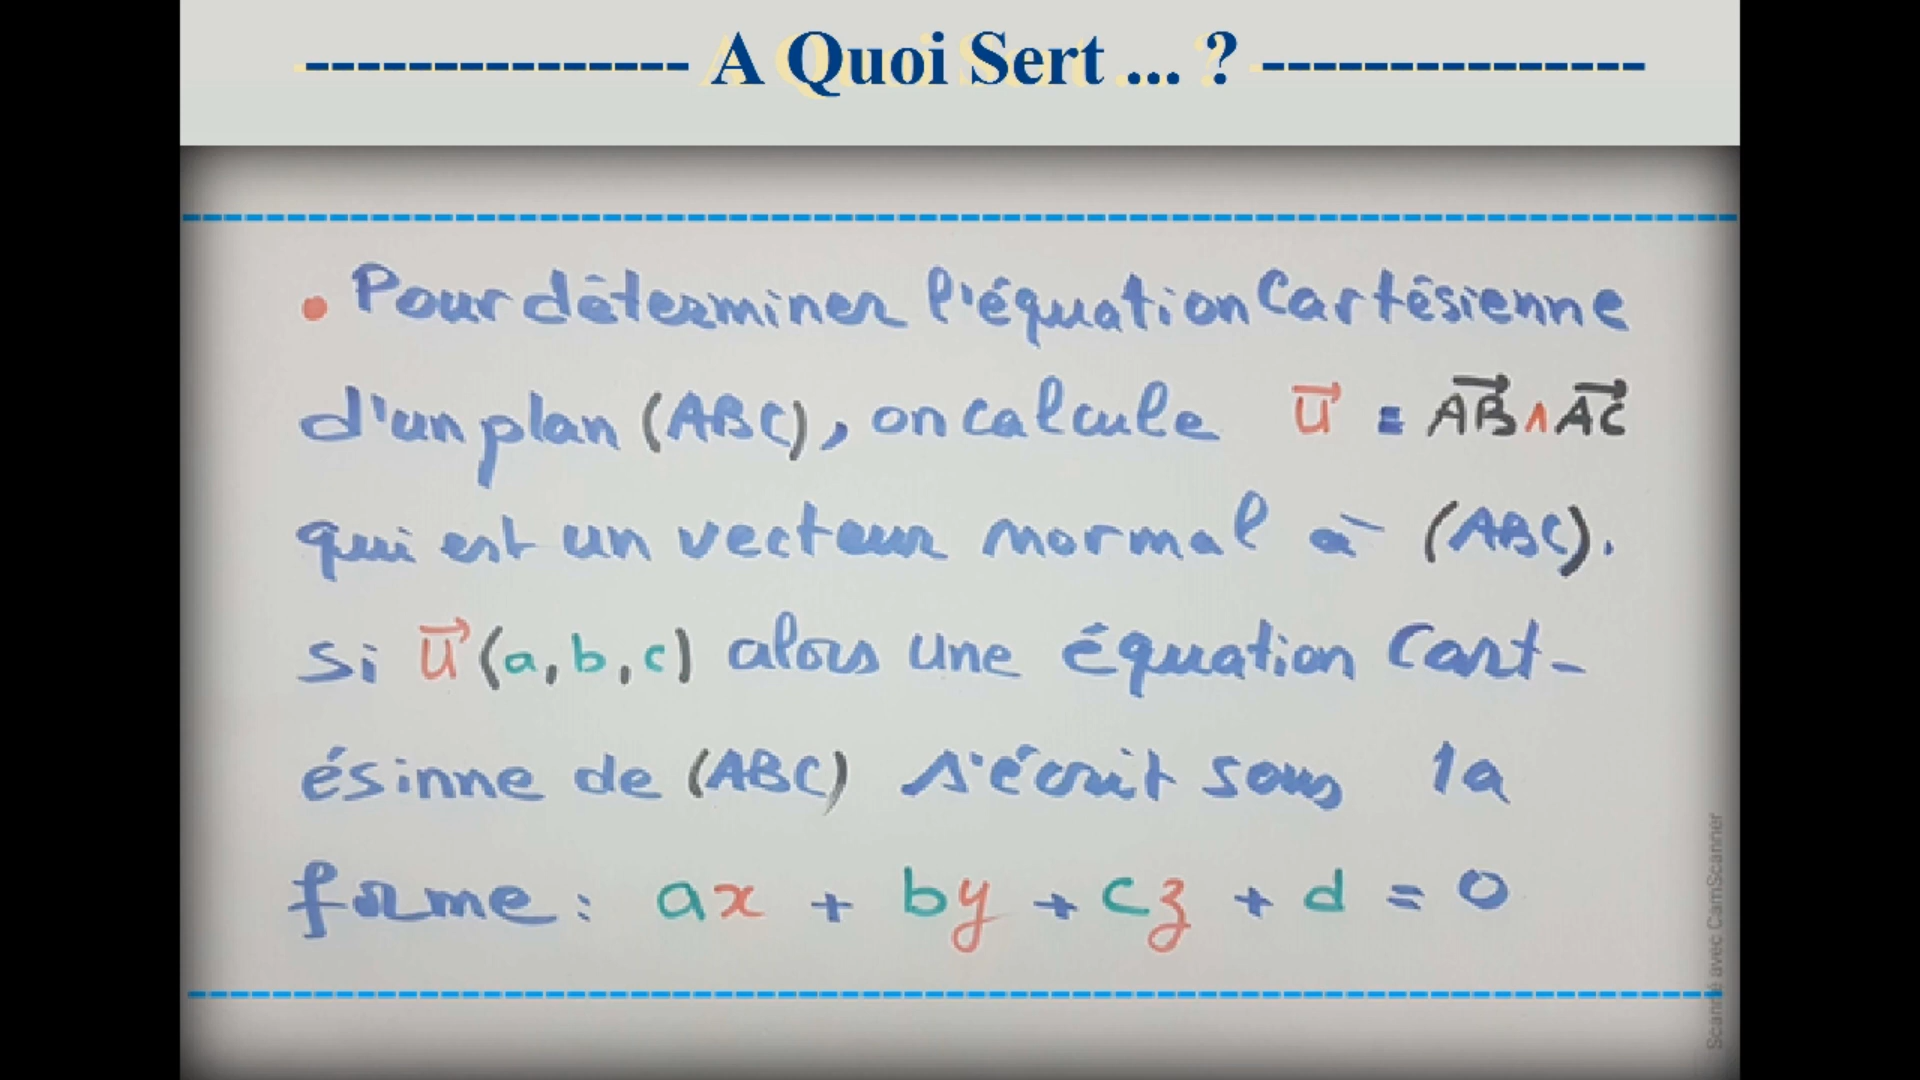 --------------- A Quoi Sert ... ? ---------------
• Pour déterminer l'équation Cartésienne
d'un plan (ABC), on calcule u⃗ = AB⃗ ∧ AC⃗
qui est un vecteur normal à (ABC).
si u⃗ (a, b, c) alors une équation Cart-
ésinne de (ABC) s'écrit sous la
forme : ax + by + cz + d = 0
Scanné avec CamScanner